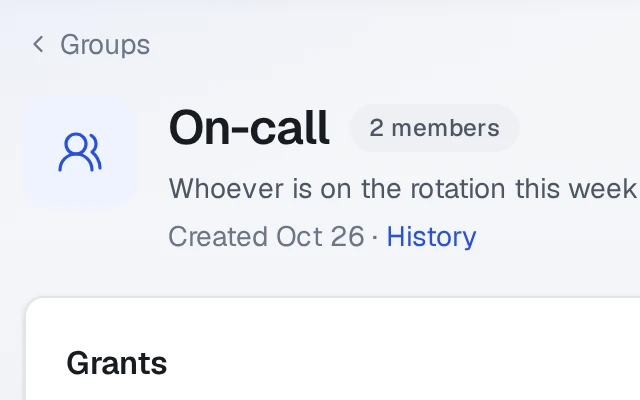 Groups
On-call 2 members
Whoever is on the rotation this week
Created Oct 26 · History
Grants